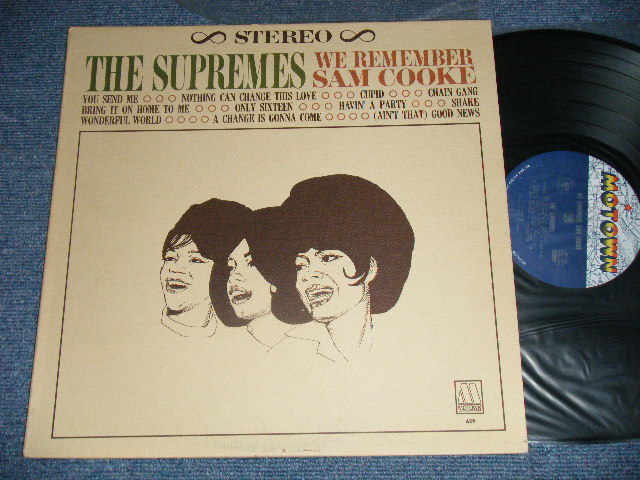 STEREO
THE SUPREMES WE REMEMBER SAM COOKE
YOU SEND ME ○○○ NOTHING CAN CHANGE THIS LOVE ○○○ CUPID ○○○ CHAIN GANG
BRING IT ON HOME TO ME ○○○ ONLY SIXTEEN ○○○ HAVIN' A PARTY ○○○○ SHAKE
WONDERFUL WORLD ○○○○ A CHANGE IS GONNA COME ○○○○ (AIN'T THAT) GOOD NEWS
MOTOWN
M
MOTOWN
629